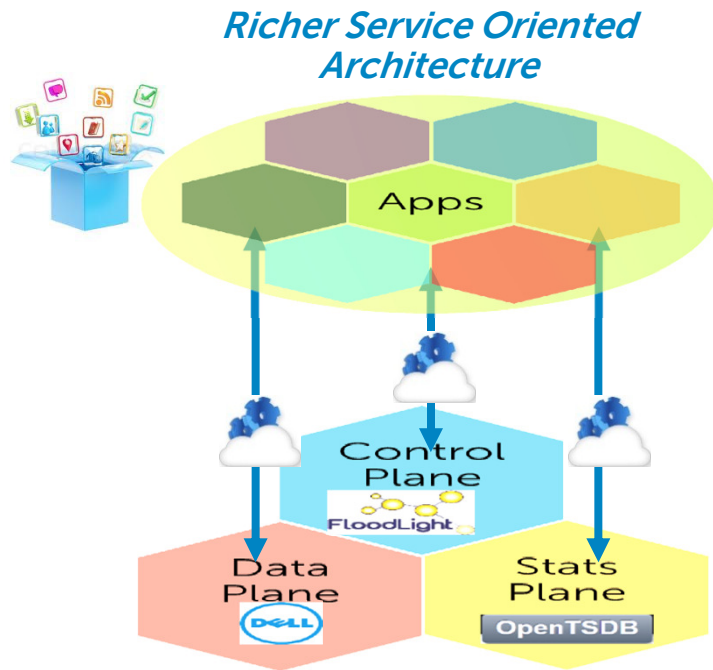 Richer Service Oriented
Architecture
Apps
Control
Plane
FloodLight
Data
Plane
DELL
Stats
Plane
OpenTSDB